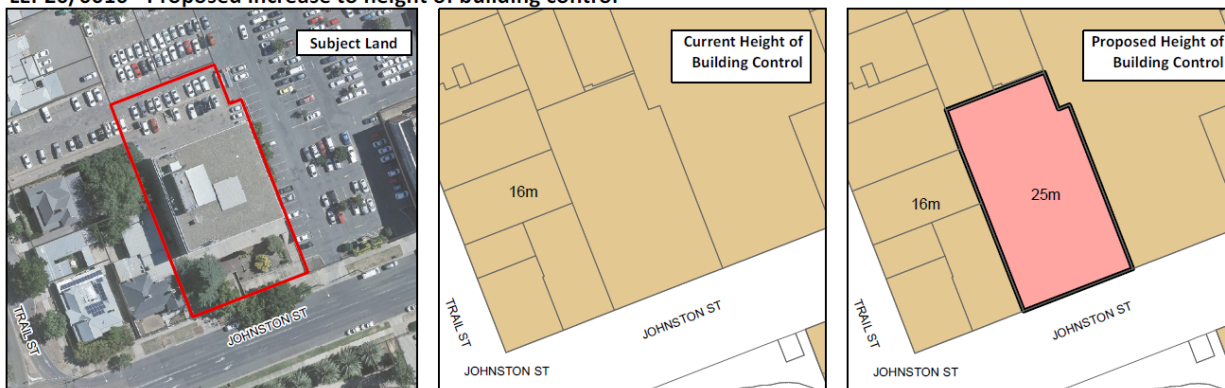 Proposed increase to height of building control
Subject Land
TRAIL ST
JOHNSTON ST
Current Height of
Building Control
16m
TRAIL ST
JOHNSTON ST
JOHNSTON ST
Proposed Height of
Building Control
16m
25m
TRAIL ST
JOHNSTON ST
JOHNSTON ST